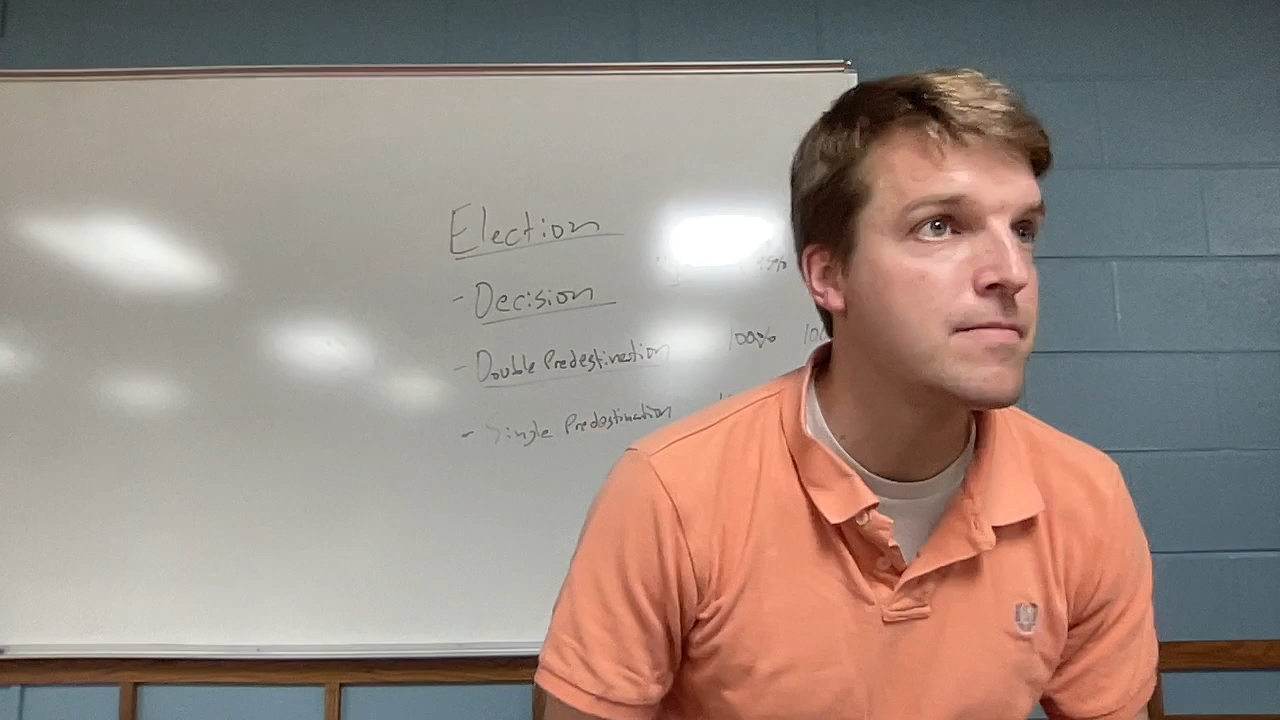 Election
- Decision
- Double Predestination 100%
- Single Predestination